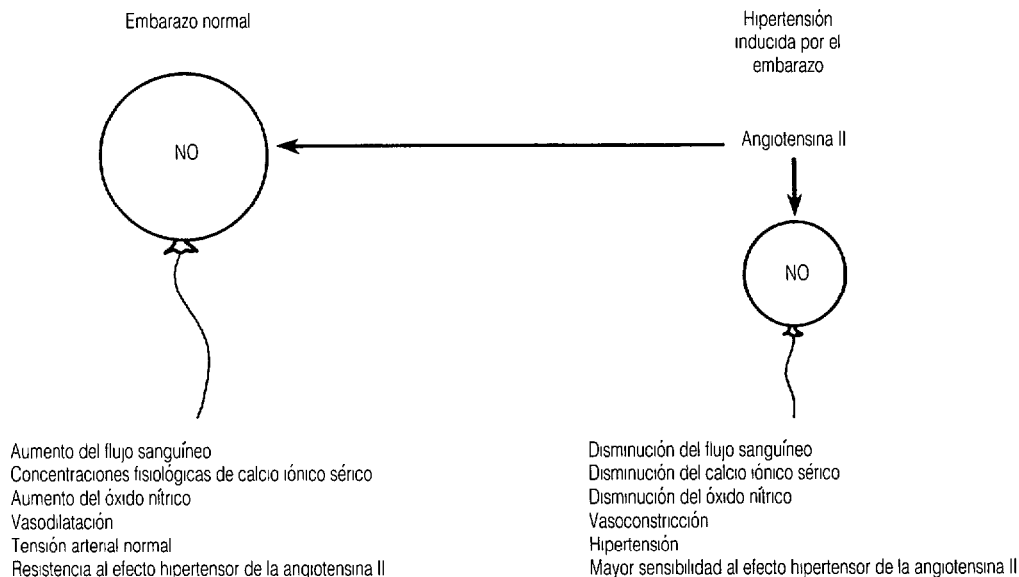 Embarazo normal
Hipertensión
inducida por el
embarazo
NO
Angiotensina II
NO
Aumento del flujo sanguíneo
Concentraciones fisiológicas de calcio iónico sérico
Aumento del óxido nítrico
Vasodilatación
Tensión arterial normal
Resistencia al efecto hipertensor de la angiotensina II
Disminución del flujo sanguíneo
Disminución del calcio iónico sérico
Disminución del óxido nítrico
Vasoconstricción
Hipertensión
Mayor sensibilidad al efecto hipertensor de la angiotensina II